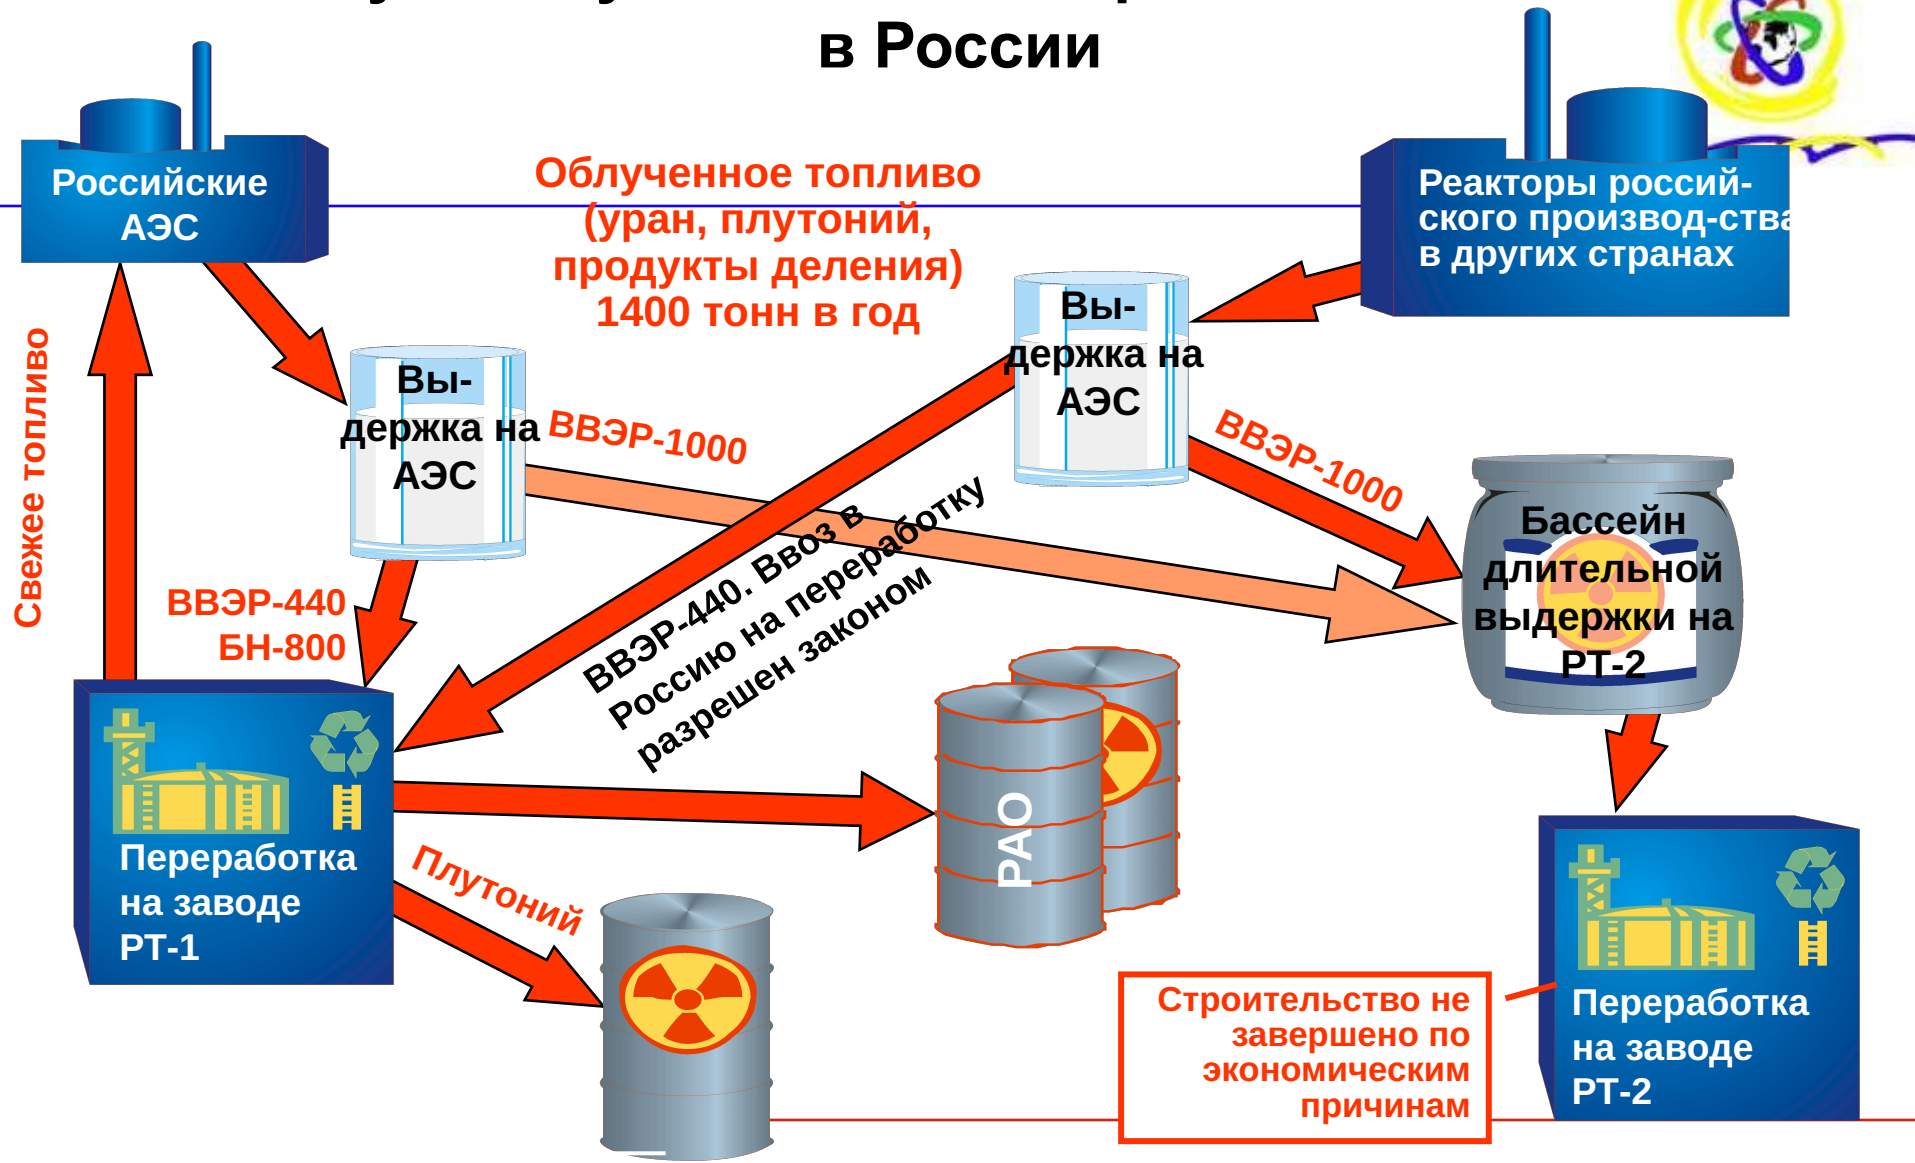 в России
Российские
АЭС
Облученное топливо
(уран, плутоний,
продукты деления)
1400 тонн в год
Реакторы россий-
ского производ-ства
в других странах
Вы-
держка на
АЭС
Вы-
держка на
АЭС
Свежее топливо
ВВЭР-1000
ВВЭР-1000
ВВЭР-440
БН-800
ВВЭР-440. Ввоз в
Россию на переработку
разрешен законом
Бассейн
длительной
выдержки на
РТ-2
Переработка
на заводе
РТ-1
РАО
Плутоний
Строительство не
завершено по
экономическим
причинам
Переработка
на заводе
РТ-2